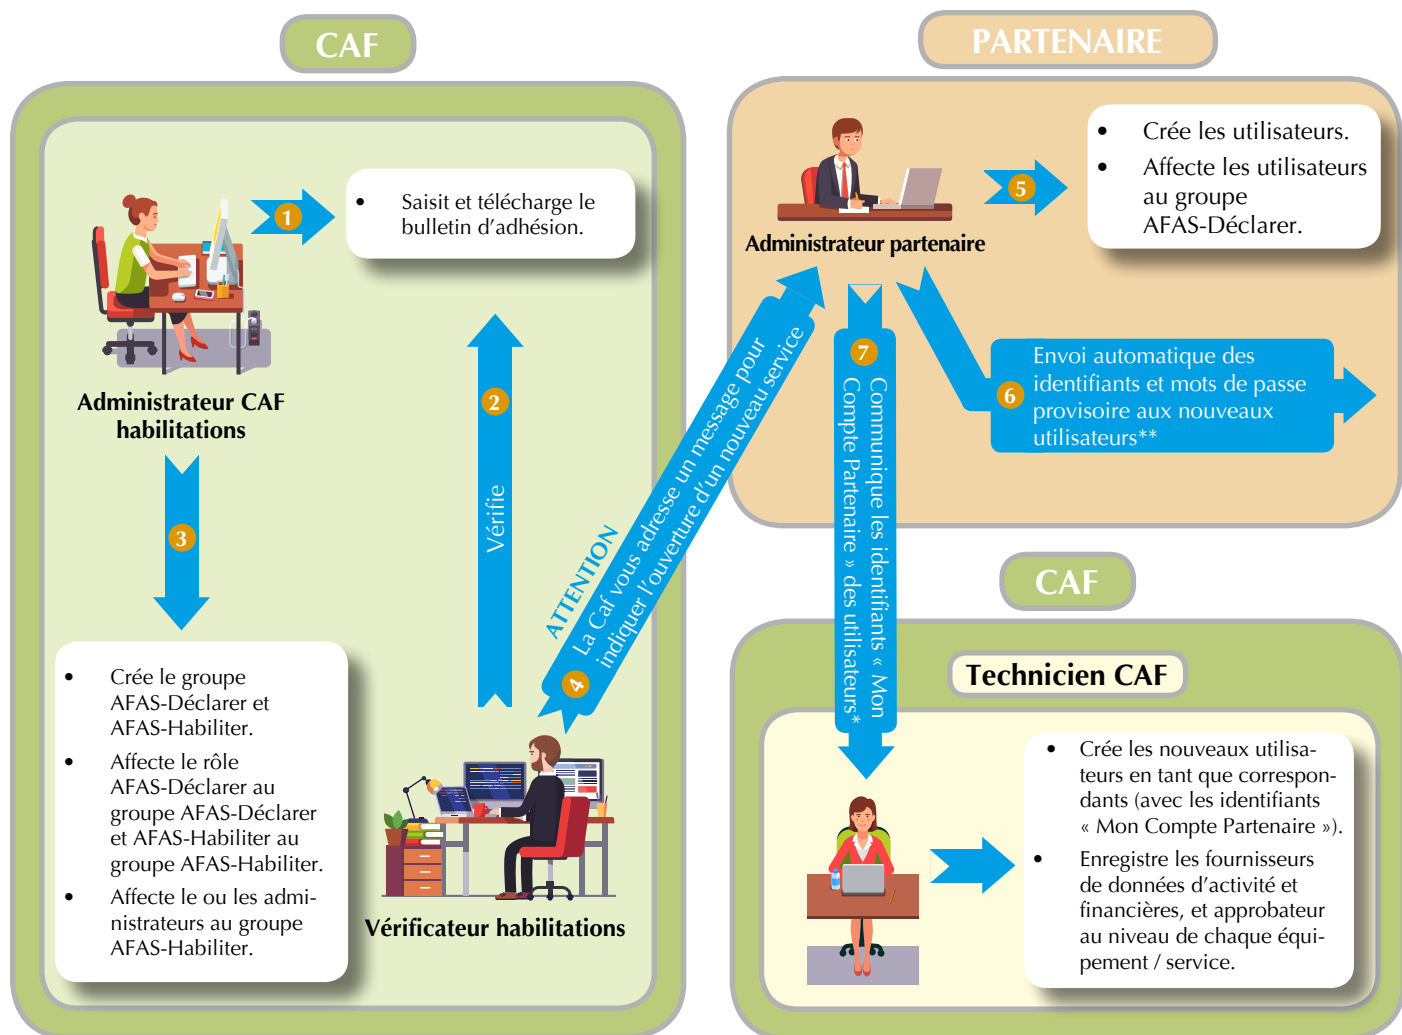 CAF
1
• Saisit et télécharge le
bulletin d’adhésion.
Administrateur CAF
habilitations
2
Vérifie
3
• Crée le groupe
AFAS-Déclarer et
AFAS-Habiliter.
• Affecte le rôle
AFAS-Déclarer au
groupe AFAS-Déclarer
et AFAS-Habiliter au
groupe AFAS-Habiliter.
• Affecte le ou les admi-
nistrateurs au groupe
AFAS-Habiliter.
Vérificateur habilitations
ATTENTION
4
La Caf vous adresse un message pour
indiquer l’ouverture d’un nouveau service
PARTENAIRE
Administrateur partenaire
5
• Crée les utilisateurs.
• Affecte les utilisateurs
au groupe
AFAS-Déclarer.
6
Envoi automatique des
identifiants et mots de passe
provisoire aux nouveaux
utilisateurs**
7
Communique les identifiants « Mon
Compte Partenaire » des utilisateurs*
CAF
Technicien CAF
• Crée les nouveaux utilisa-
teurs en tant que correspon-
dants (avec les identifiants
« Mon Compte Partenaire »).
• Enregistre les fournisseurs
de données d’activité et
financières, et approbateur
au niveau de chaque équi-
pement / service.